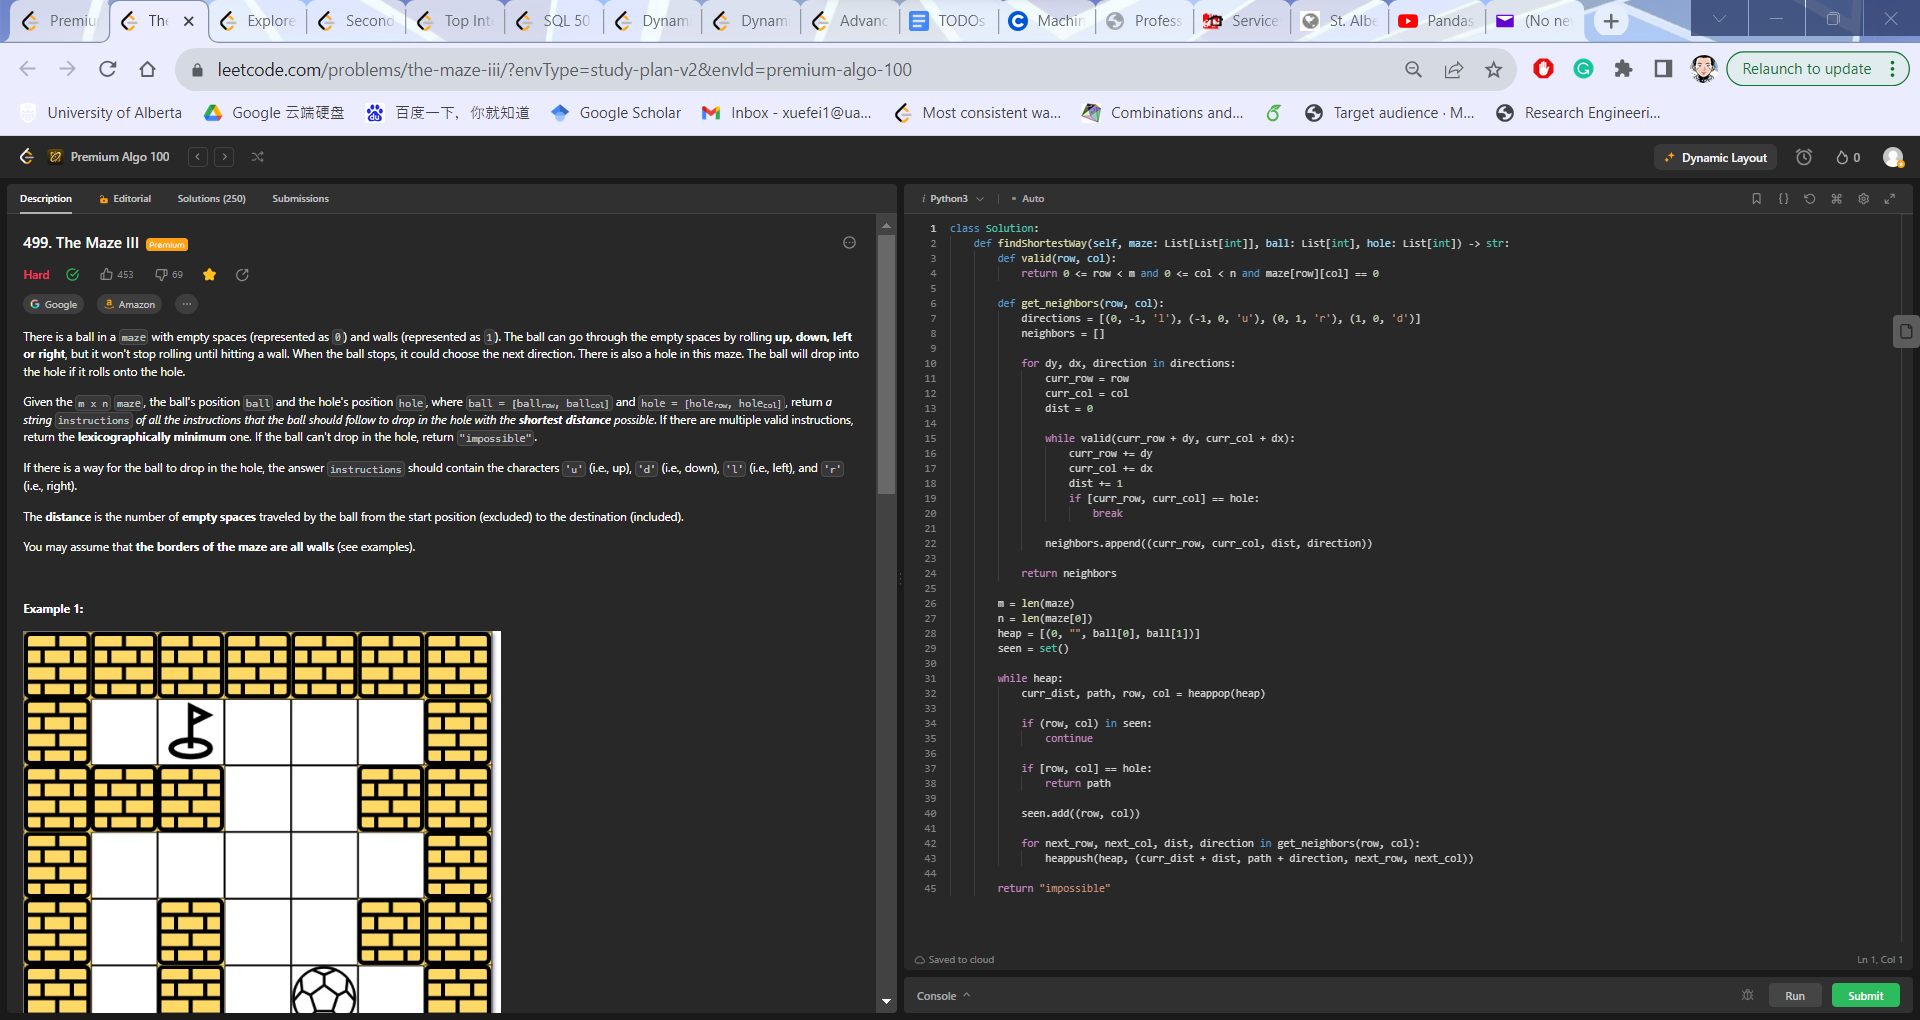 Premiu
The
Explore
Second
Top Int
SQL 50
Dynam
Dynam
Advanc
TODOs
Machin
Profess
Service
St. Albe
Pandas
(No ne
leetcode.com/problems/the-maze-iii/?envType=study-plan-v2&envId=premium-algo-100
Relaunch to update
University of Alberta
Google 云端硬盘
百度一下，你就知道
Google Scholar
Inbox - xuefei1@ua...
Most consistent wa...
Combinations and...
Target audience · M...
Research Engineeri...
Premium Algo 100
Dynamic Layout
0
Description
Editorial
Solutions (250)
Submissions
499. The Maze III
Premium
Hard
453
69
Google
Amazon
There is a ball in a maze with empty spaces (represented as 0) and walls (represented as 1). The ball can go through the empty spaces by rolling up, down, left
or right, but it won't stop rolling until hitting a wall. When the ball stops, it could choose the next direction. There is also a hole in this maze. The ball will drop into
the hole if it rolls onto the hole.
Given the m x n maze, the ball's position ball and the hole's position hole, where ball = [ballrow, ballcol] and hole = [holerow, holecol], return a
string instructions of all the instructions that the ball should follow to drop in the hole with the shortest distance possible. If there are multiple valid instructions,
return the lexicographically minimum one. If the ball can't drop in the hole, return "impossible".
If there is a way for the ball to drop in the hole, the answer instructions should contain the characters 'u' (i.e., up), 'd' (i.e., down), 'l' (i.e., left), and 'r'
(i.e., right).
The distance is the number of empty spaces traveled by the ball from the start position (excluded) to the destination (included).
You may assume that the borders of the maze are all walls (see examples).
Example 1:
i Python3
• Auto
1 class Solution:
2 def findShortestWay(self, maze: List[List[int]], ball: List[int], hole: List[int]) -> str:
3 def valid(row, col):
4 return 0 <= row < m and 0 <= col < n and maze[row][col] == 0
5
6 def get_neighbors(row, col):
7 directions = [(0, -1, 'l'), (-1, 0, 'u'), (0, 1, 'r'), (1, 0, 'd')]
8 neighbors = []
9
10 for dy, dx, direction in directions:
11 curr_row = row
12 curr_col = col
13 dist = 0
14
15 while valid(curr_row + dy, curr_col + dx):
16 curr_row += dy
17 curr_col += dx
18 dist += 1
19 if [curr_row, curr_col] == hole:
20 break
21
22 neighbors.append((curr_row, curr_col, dist, direction))
23
24 return neighbors
25
26 m = len(maze)
27 n = len(maze[0])
28 heap = [(0, "", ball[0], ball[1])]
29 seen = set()
30
31 while heap:
32 curr_dist, path, row, col = heappop(heap)
33
34 if (row, col) in seen:
35 continue
36
37 if [row, col] == hole:
38 return path
39
40 seen.add((row, col))
41
42 for next_row, next_col, dist, direction in get_neighbors(row, col):
43 heappush(heap, (curr_dist + dist, path + direction, next_row, next_col))
44
45 return "impossible"
Saved to cloud
Ln 1, Col 1
Console
Run
Submit